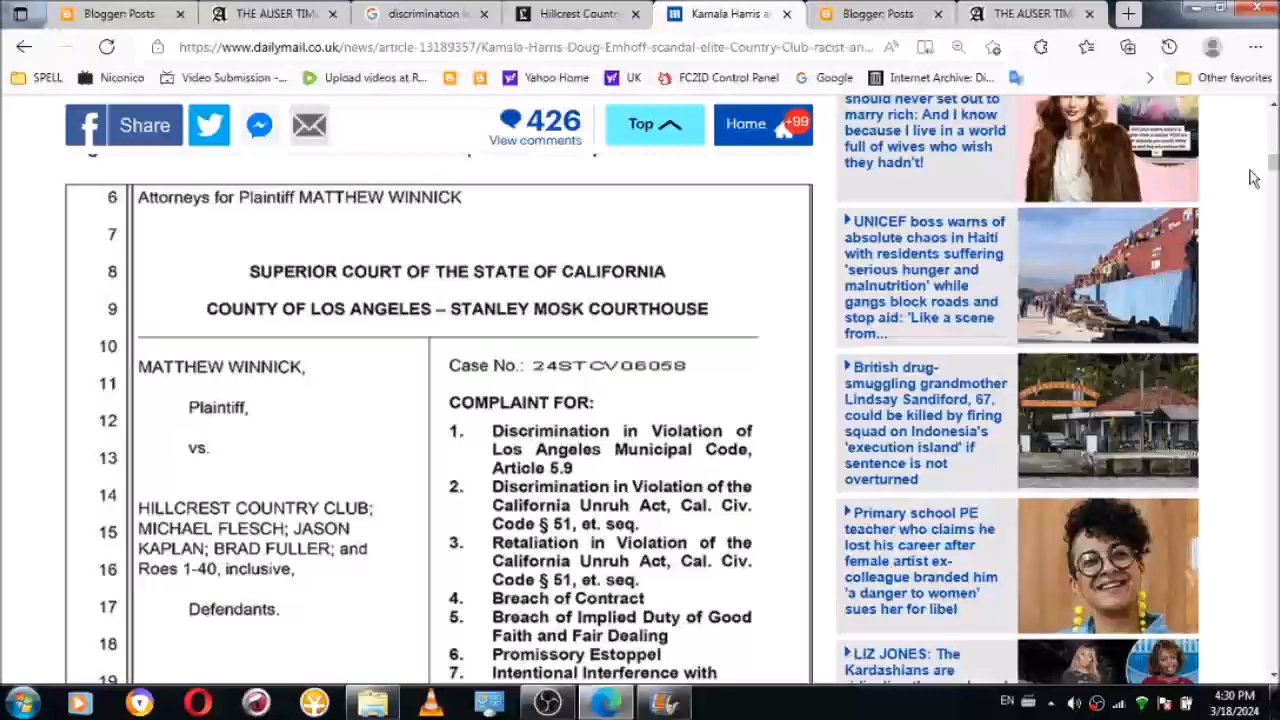 Blogger: Posts
THE AUSER TIM
discrimination li
Hillcrest Countr
Kamala Harris a
Blogger: Posts
THE AUSER TIM
https://www.dailymail.co.uk/news/article-13189357/Kamala-Harris-Doug-Emhoff-scandal-elite-Country-Club-racist-an...
SPELL
Niconico
Video Submission -...
Upload videos at R...
Yahoo Home
UK
FC2ID Control Panel
Google
Internet Archive: Di...
Other favorites
Share
426
View comments
Top
Home
+99
6 Attorneys for Plaintiff MATTHEW WINNICK
7
8 SUPERIOR COURT OF THE STATE OF CALIFORNIA
9 COUNTY OF LOS ANGELES – STANLEY MOSK COURTHOUSE
10
11
12
13
14
15
16
17
18
19
MATTHEW WINNICK,
Plaintiff,
vs.
HILLCREST COUNTRY CLUB;
MICHAEL FLESCH; JASON
KAPLAN; BRAD FULLER; and
Roes 1-40, inclusive,
Defendants.
Case No.: 24STCV06058
COMPLAINT FOR:
1. Discrimination in Violation of
Los Angeles Municipal Code,
Article 5.9
2. Discrimination in Violation of the
California Unruh Act, Cal. Civ.
Code § 51, et. seq.
3. Retaliation in Violation of the
California Unruh Act, Cal. Civ.
Code § 51, et. seq.
4. Breach of Contract
5. Breach of Implied Duty of Good
Faith and Fair Dealing
6. Promissory Estoppel
7. Intentional Interference with
should never set out to
marry rich: And I know
because I live in a world
full of wives who wish
they hadn't!
UNICEF boss warns of
absolute chaos in Haiti
with residents suffering
'serious hunger and
malnutrition' while
gangs block roads and
stop aid: 'Like a scene
from...
British drug-
smuggling grandmother
Lindsay Sandiford, 67,
could be killed by firing
squad on Indonesia's
'execution island' if
sentence is not
overturned
Primary school PE
teacher who claims he
lost his career after
female artist ex-
colleague branded him
'a danger to women'
sues her for libel
LIZ JONES: The
Kardashians are
EN
4:30 PM
3/18/2024